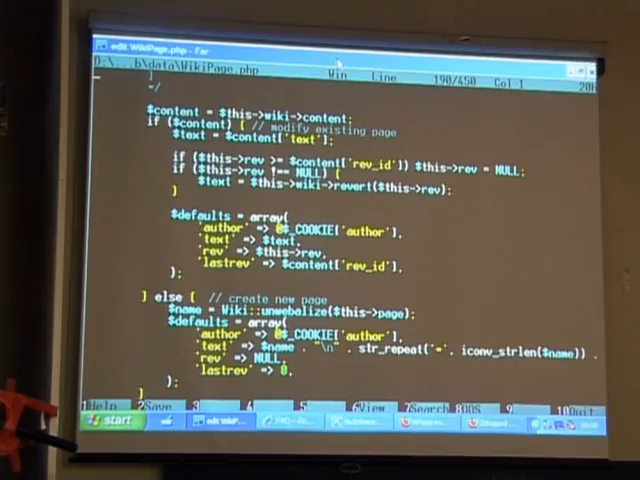 edit WikiPage.php - Far
D:\...b\data\WikiPage.php Win Line 190/450 Col 1
*/
$content = $this->wiki->content;
if ($content) { // modify existing page
$text = $content['text'];
if ($this->rev >= $content['rev_id']) $this->rev = NULL;
if ($this->rev !== NULL) {
$text = $this->wiki->revert($this->rev);
}
$defaults = array(
'author' => @$_COOKIE['author'],
'text' => $text,
'rev' => $this->rev,
'lastrev' => $content['rev_id'],
);
} else { // create new page
$name = Wiki::unwebalize($this->page);
$defaults = array(
'author' => @$_COOKIE['author'],
'text' => $name . "\n" . str_repeat('=', iconv_strlen($name)) .
'rev' => NULL,
'lastrev' => 0,
);
}
1Help 2Save 3 4 5 6View 7Search 8DOS 9 10Quit
start edit WikiP...